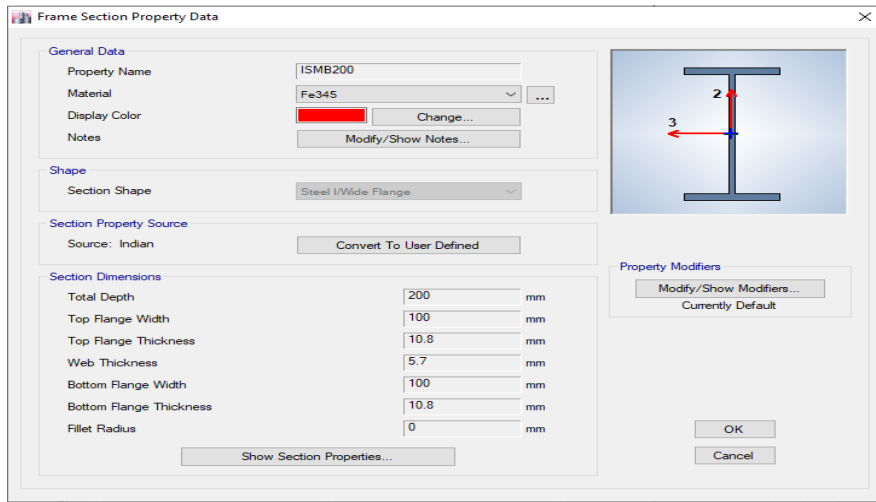 Frame Section Property Data
General Data
Property Name ISMB200
Material Fe345 ...
Display Color Change...
Notes Modify/Show Notes...
Shape
Section Shape Steel I/Wide Flange
Section Property Source
Source: Indian Convert To User Defined
Section Dimensions
Total Depth 200 mm
Top Flange Width 100 mm
Top Flange Thickness 10.8 mm
Web Thickness 5.7 mm
Bottom Flange Width 100 mm
Bottom Flange Thickness 10.8 mm
Fillet Radius 0 mm
Show Section Properties...
2
3
Property Modifiers
Modify/Show Modifiers...
Currently Default
OK
Cancel